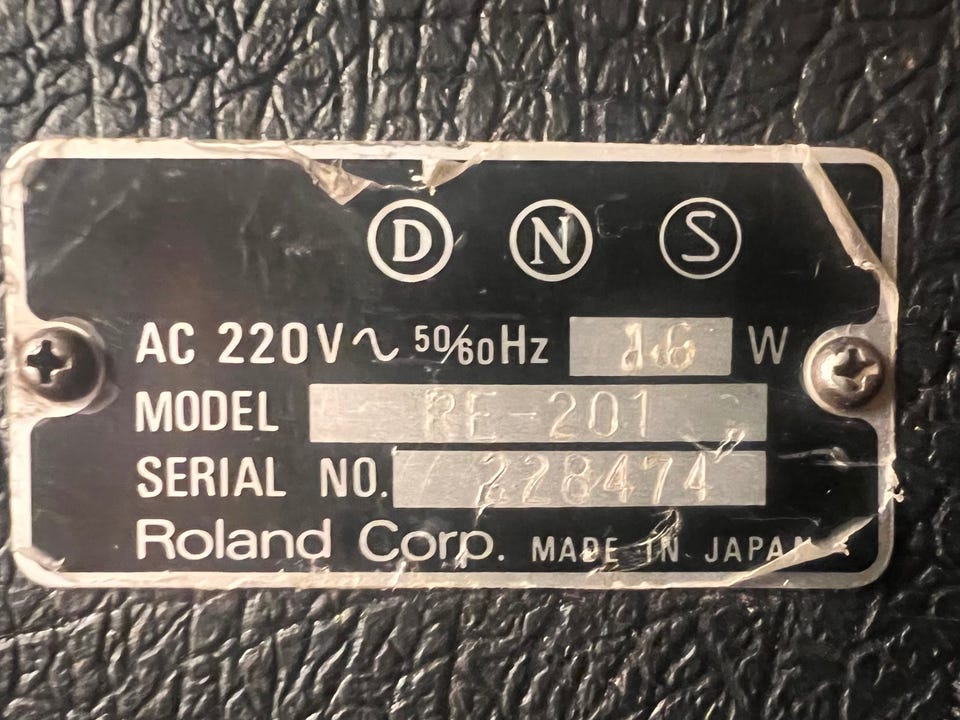 D N S
AC 220V~ 50/60Hz 16 W
MODEL RE-201
SERIAL NO. 228474
Roland Corp. MADE IN JAPAN